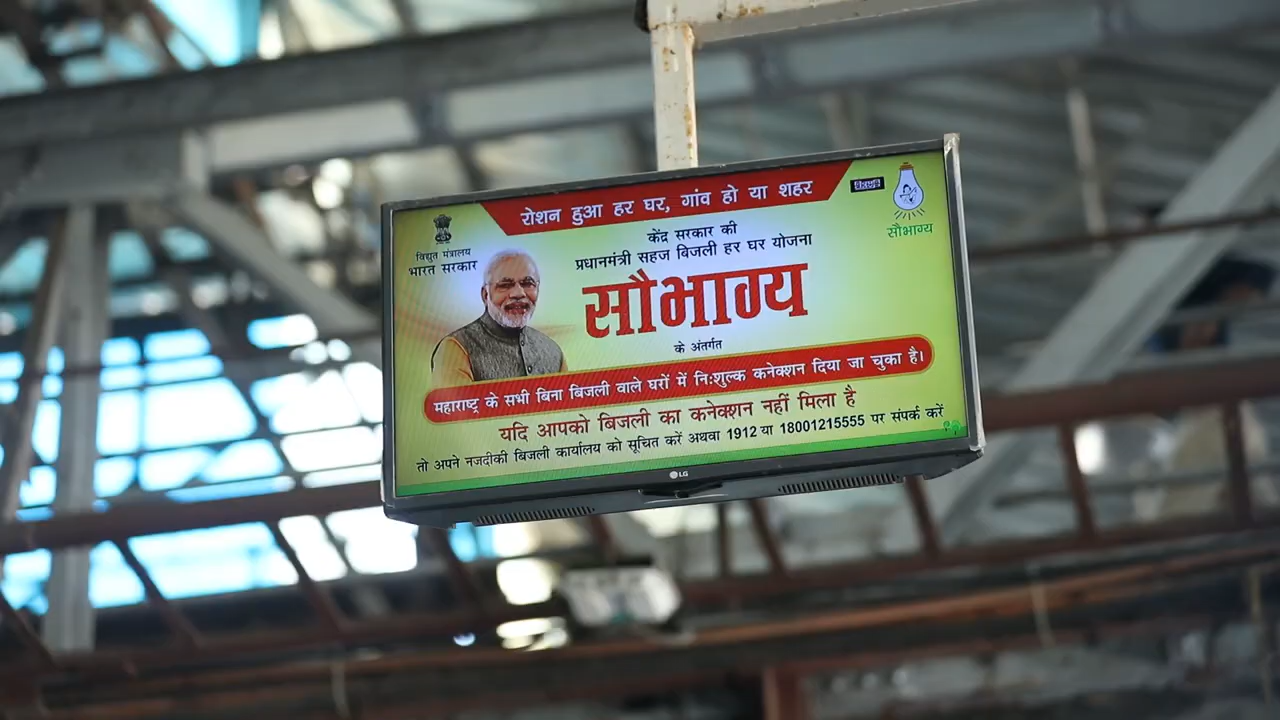 रोशन हुआ हर घर, गांव हो या शहर
विद्युत मंत्रालय
भारत सरकार
केंद्र सरकार की
प्रधानमंत्री सहज बिजली हर घर योजना
सौभाग्य
के अंतर्गत
सौभाग्य
महाराष्ट्र के सभी बिना बिजली वाले घरों में नि:शुल्क कनेक्शन दिया जा चुका है।
यदि आपको बिजली का कनेक्शन नहीं मिला है
तो अपने नजदीकी बिजली कार्यालय को सूचित करें अथवा 1912 या 18001215555 पर संपर्क करें
LG